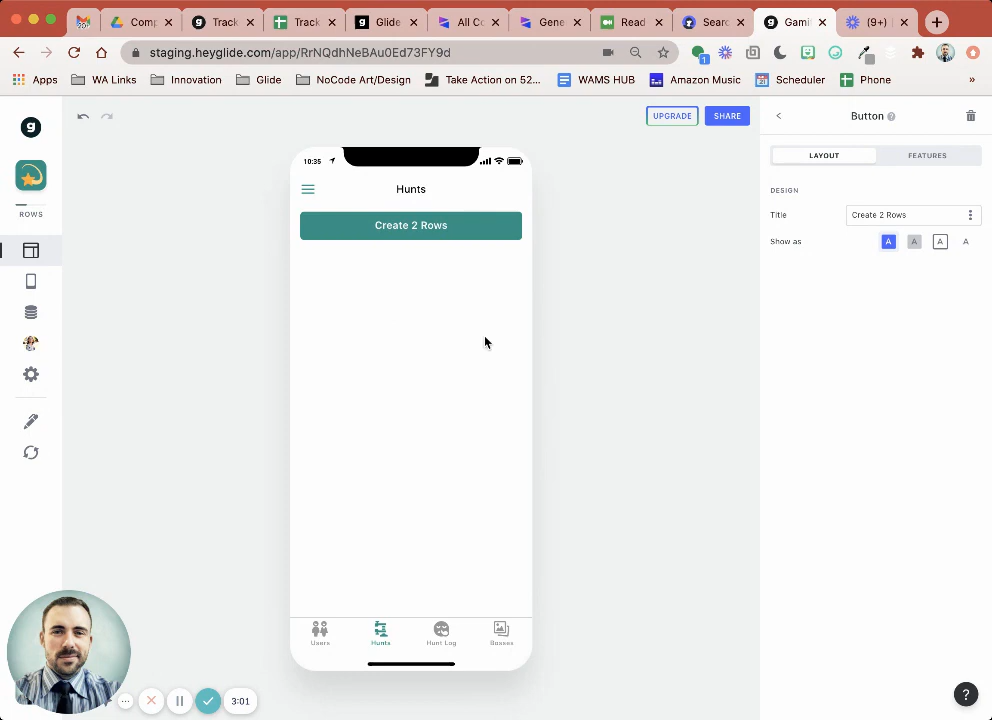 Comp
Track
Track
Glide
All Co
Gene
Read
Searc
Gami
(9+)
staging.heyglide.com/app/RrNQdhNeBAu0Ed73FY9d
1
Apps
WA Links
Innovation
Glide
NoCode Art/Design
Take Action on 52...
WAMS HUB
Amazon Music
Scheduler
Phone
»
g
ROWS
UPGRADE
SHARE
Button
LAYOUT
FEATURES
DESIGN
Title
Create 2 Rows
Show as
A
A
A
A
10:35
Hunts
Create 2 Rows
Users
Hunts
Hunt Log
Bosses
3:01
?